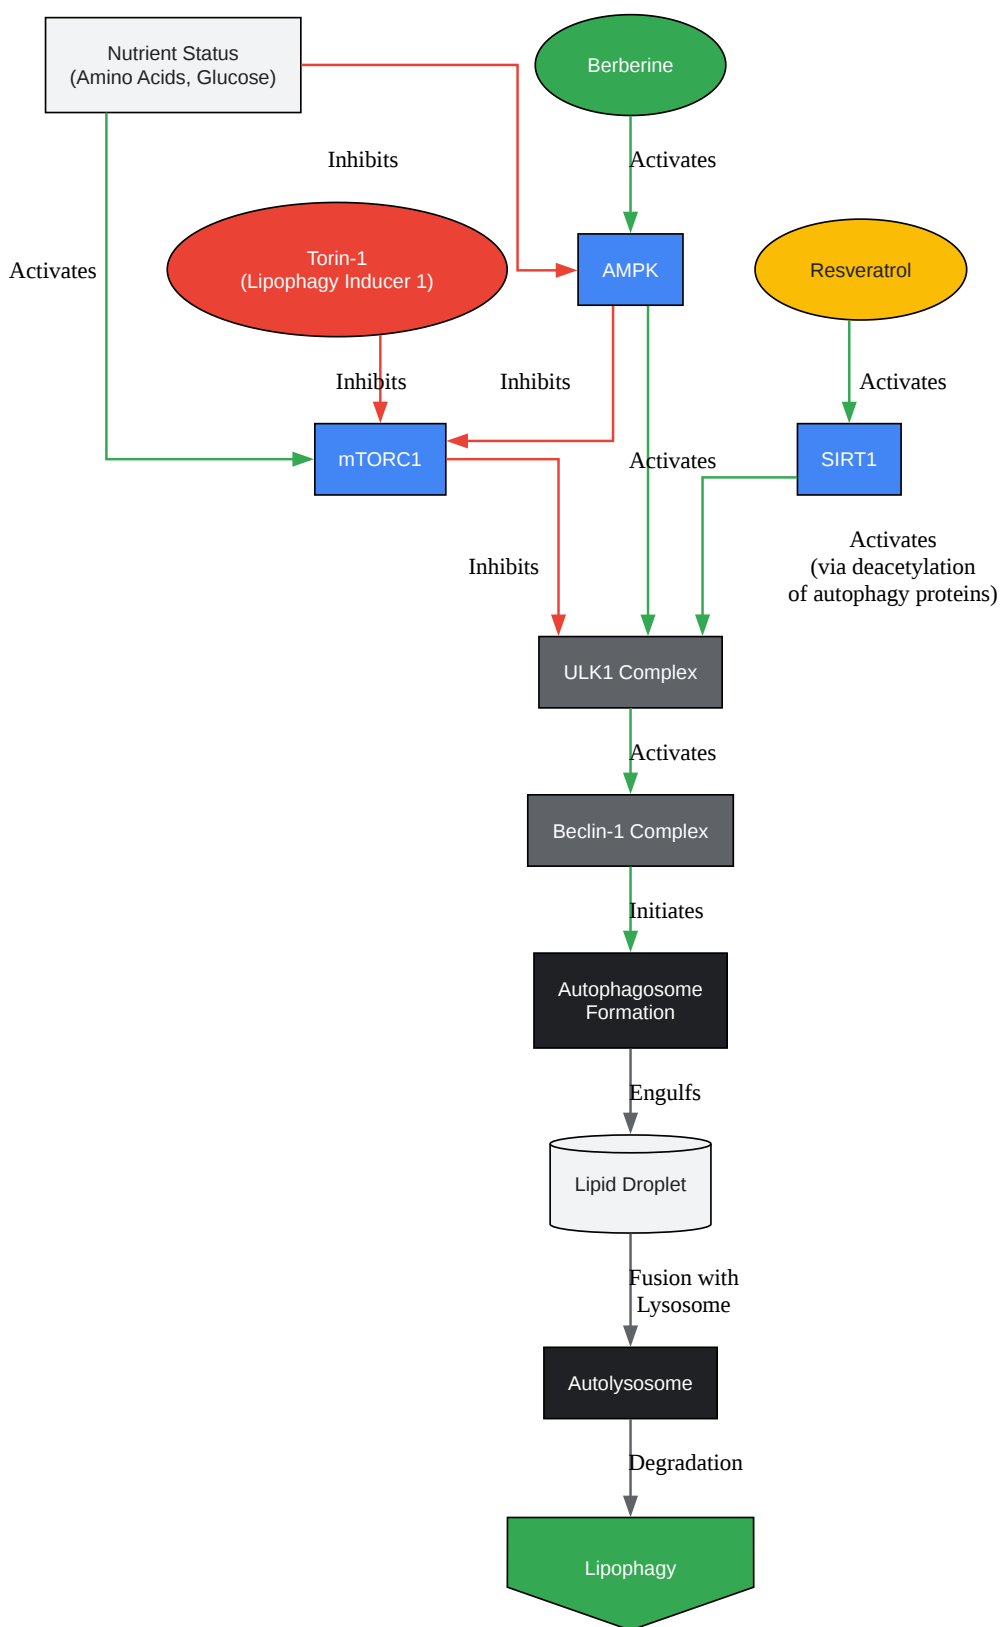 Nutrient Status
(Amino Acids, Glucose)
Berberine
Inhibits
Activates
Activates
Torin-1
(Lipophagy Inducer 1)
AMPK
Resveratrol
Inhibits
Inhibits
Activates
mTORC1
Activates
SIRT1
Inhibits
Activates
(via deacetylation
of autophagy proteins)
ULK1 Complex
Activates
Beclin-1 Complex
Initiates
Autophagosome
Formation
Engulfs
Lipid Droplet
Fusion with
Lysosome
Autolysosome
Degradation
Lipophagy